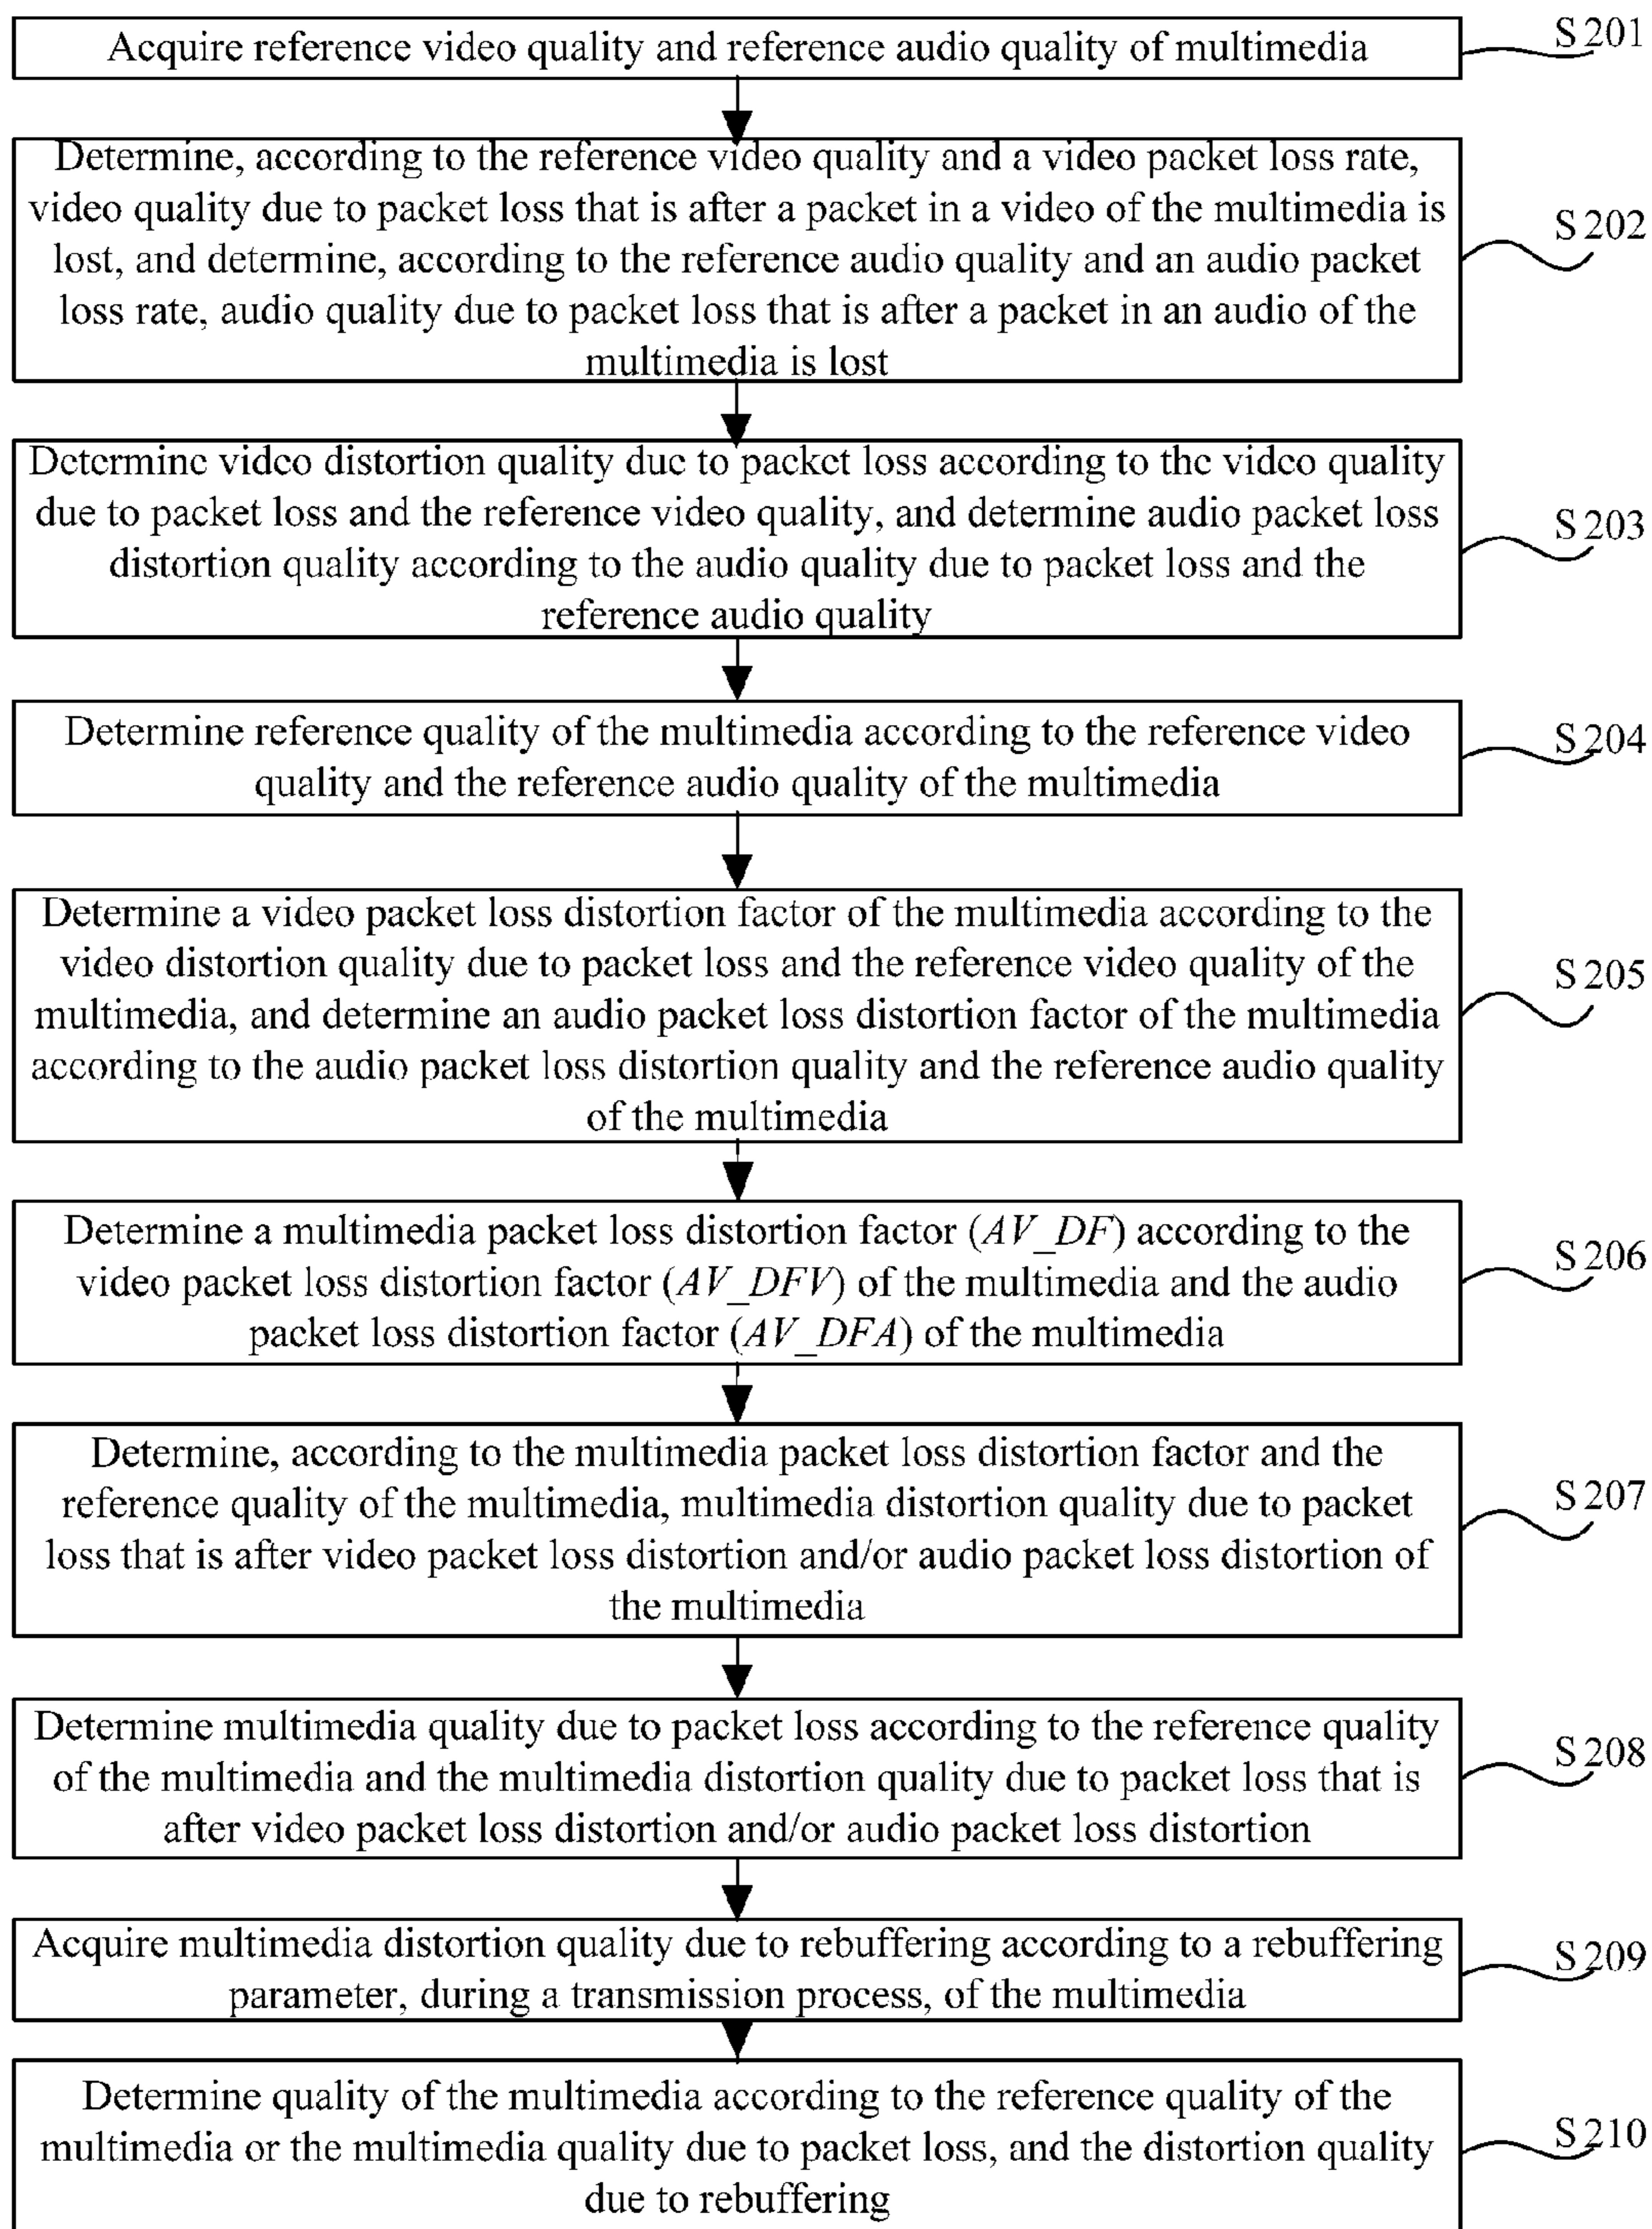 Acquire reference video quality and reference audio quality of multimedia
S201
Determine, according to the reference video quality and a video packet loss rate,
video quality due to packet loss that is after a packet in a video of the multimedia is
lost, and determine, according to the reference audio quality and an audio packet
loss rate, audio quality due to packet loss that is after a packet in an audio of the
multimedia is lost
S202
Determine video distortion quality due to packet loss according to the video quality
due to packet loss and the reference video quality, and determine audio packet loss
distortion quality according to the audio quality due to packet loss and the
reference audio quality
S203
Determine reference quality of the multimedia according to the reference video
quality and the reference audio quality of the multimedia
S204
Determine a video packet loss distortion factor of the multimedia according to the
video distortion quality due to packet loss and the reference video quality of the
multimedia, and determine an audio packet loss distortion factor of the multimedia
according to the audio packet loss distortion quality and the reference audio quality
of the multimedia
S205
Determine a multimedia packet loss distortion factor (AV_DF) according to the
video packet loss distortion factor (AV_DFV) of the multimedia and the audio
packet loss distortion factor (AV_DFA) of the multimedia
S206
Determine, according to the multimedia packet loss distortion factor and the
reference quality of the multimedia, multimedia distortion quality due to packet
loss that is after video packet loss distortion and/or audio packet loss distortion of
the multimedia
S207
Determine multimedia quality due to packet loss according to the reference quality
of the multimedia and the multimedia distortion quality due to packet loss that is
after video packet loss distortion and/or audio packet loss distortion
S208
Acquire multimedia distortion quality due to rebuffering according to a rebuffering
parameter, during a transmission process, of the multimedia
S209
Determine quality of the multimedia according to the reference quality of the
multimedia or the multimedia quality due to packet loss, and the distortion quality
due to rebuffering
S210